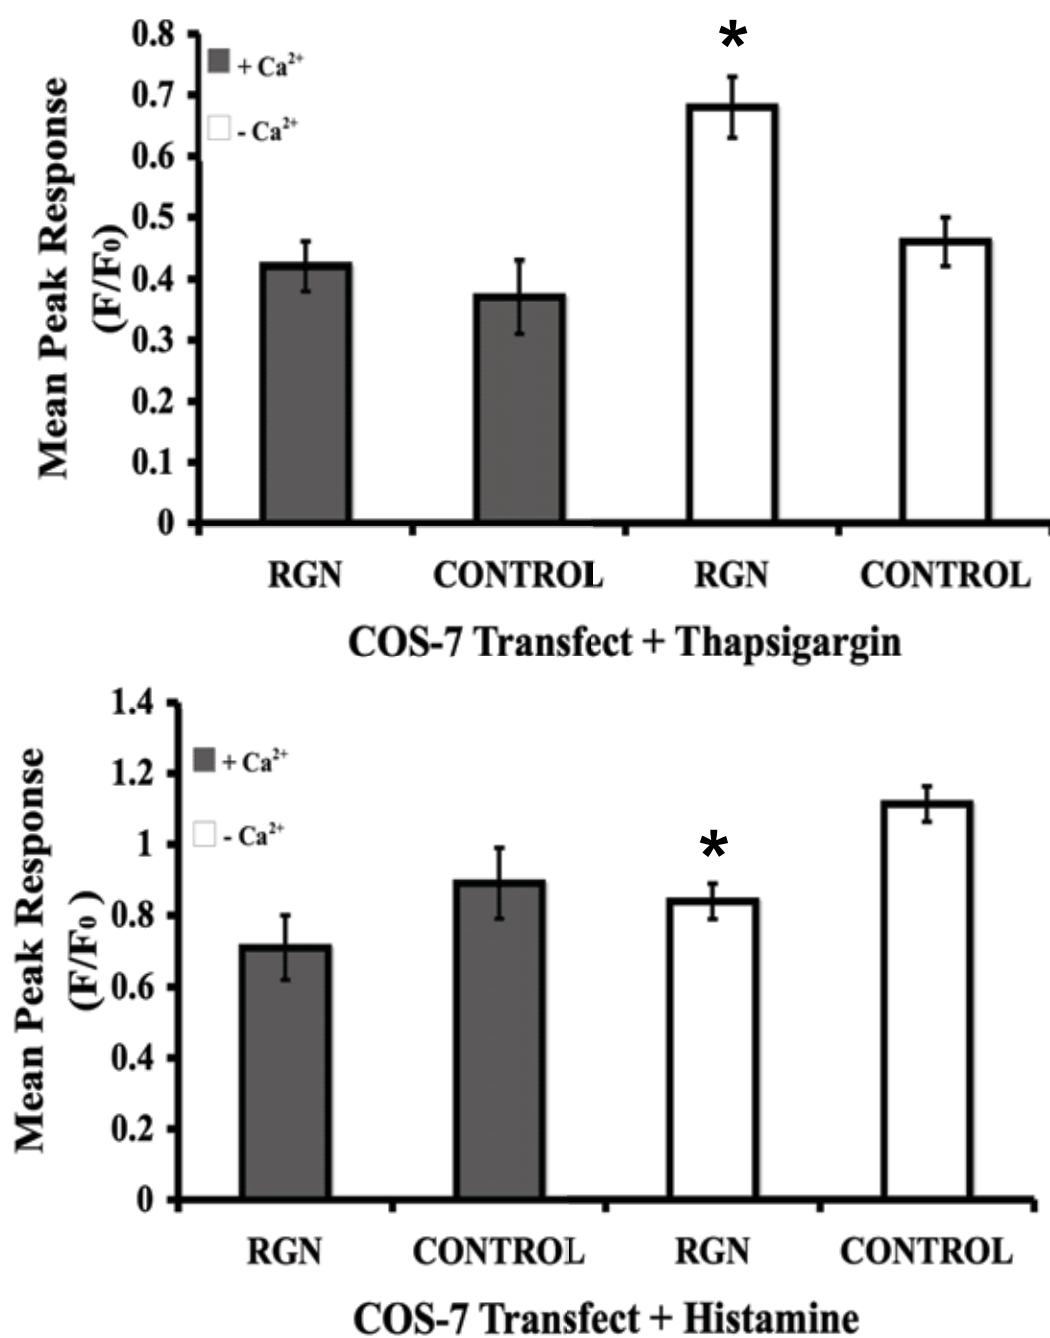 0.8
+ Ca²⁺
*
0.7
- Ca²⁺
0.6
0.5
0.4
0.3
0.2
0.1
0
Mean Peak Response
(F/F₀)
RGN CONTROL RGN CONTROL
COS-7 Transfect + Thapsigargin
1.4
+ Ca²⁺
1.2
- Ca²⁺
1
*
0.8
0.6
0.4
0.2
0
Mean Peak Response
(F/F₀ )
RGN CONTROL RGN CONTROL
COS-7 Transfect + Histamine